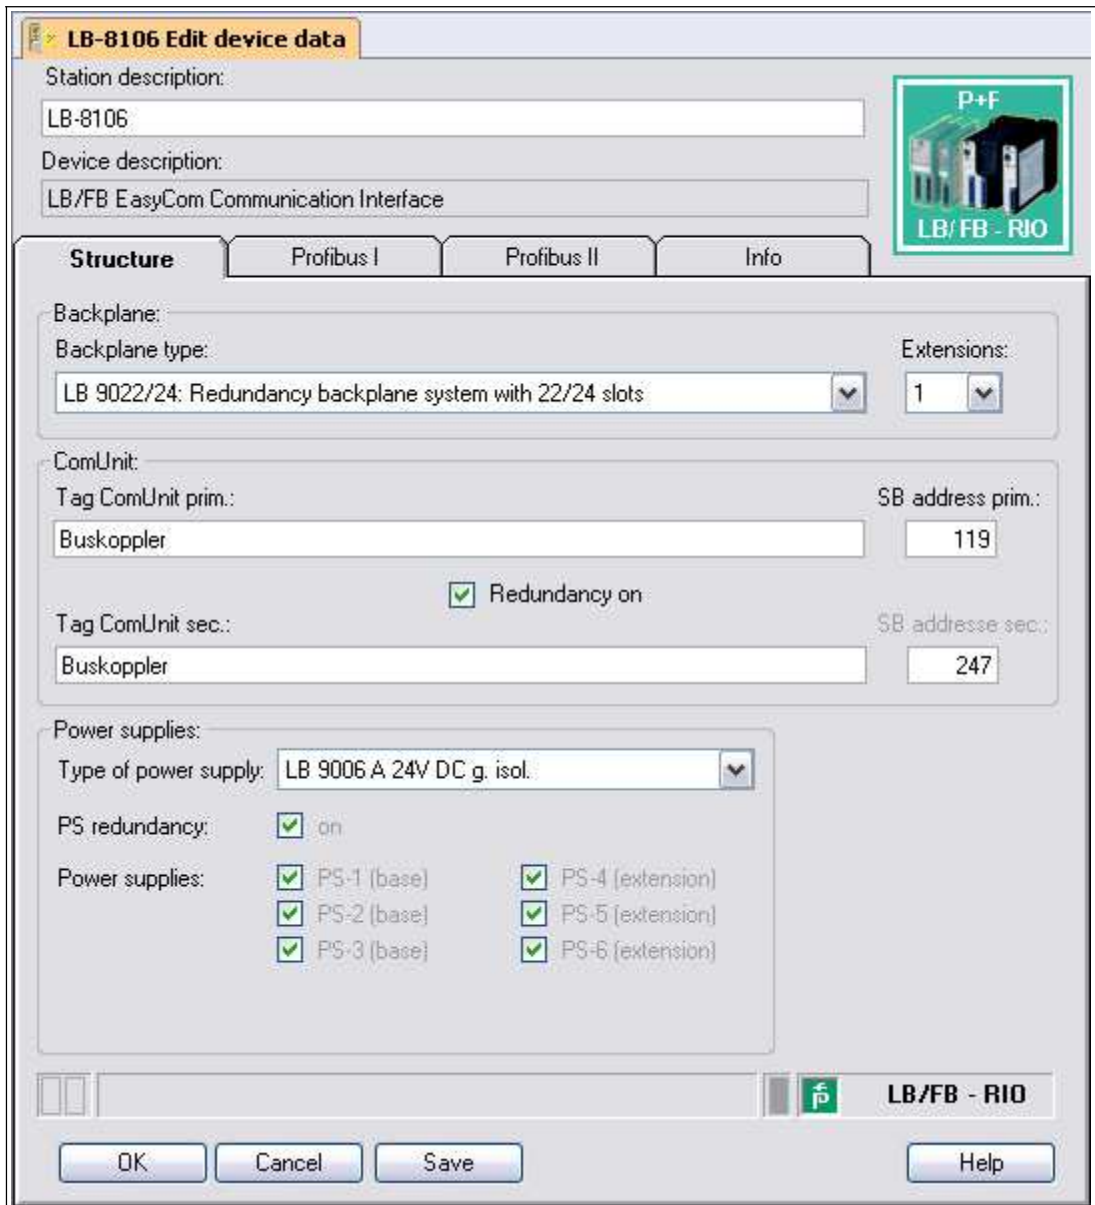 LB-8106 Edit device data
Station description:
LB-8106
P+F
Device description:
LB/FB EasyCom Communication Interface
LB/FB - RIO
Structure Profibus I Profibus II Info
Backplane:
Backplane type: Extensions:
LB 9022/24: Redundancy backplane system with 22/24 slots 1
ComUnit:
Tag ComUnit prim.: SB address prim.:
Buskoppler 119
Redundancy on
Tag ComUnit sec.: SB addresse sec.:
Buskoppler 247
Power supplies:
Type of power supply: LB 9006 A 24V DC g. isol.
PS redundancy: on
Power supplies: PS-1 (base) PS-4 (extension)
PS-2 (base) PS-5 (extension)
PS-3 (base) PS-6 (extension)
LB/FB - RIO
OK Cancel Save Help